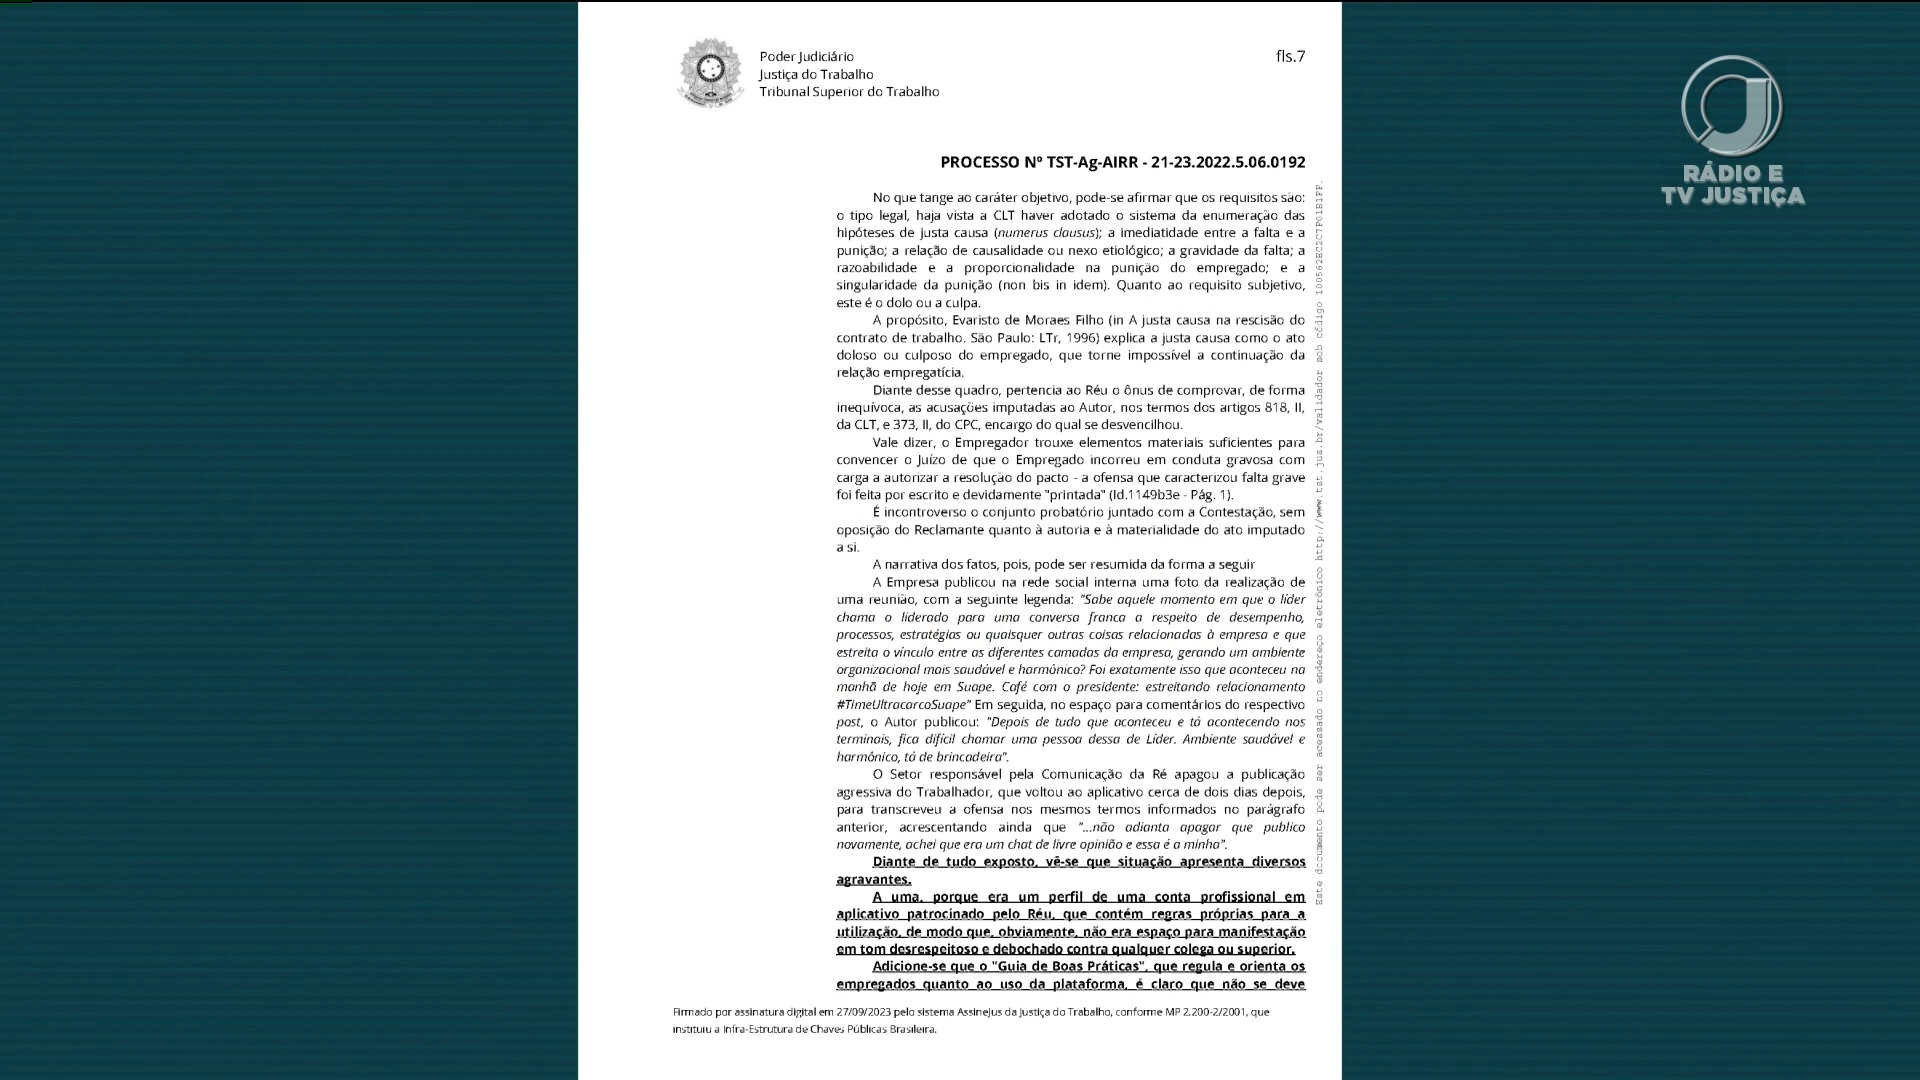 Poder Judiciário
Justiça do Trabalho
Tribunal Superior do Trabalho
fls.7
RÁDIO E
TV JUSTIÇA
PROCESSO Nº TST-Ag-AIRR - 21-23.2022.5.06.0192
No que tange ao caráter objetivo, pode-se afirmar que os requisitos são:
o tipo legal, haja vista a CLT haver adotado o sistema da enumeração das
hipóteses de justa causa (numerus clausus); a imediatidade entre a falta e a
punição; a relação de causalidade ou nexo etiológico; a gravidade da falta; a
razoabilidade e a proporcionalidade na punição do empregado; e a
singularidade da punição (non bis in idem). Quanto ao requisito subjetivo,
este é o dolo ou a culpa.
A propósito, Evaristo de Moraes Filho (in A justa causa na rescisão do
contrato de trabalho. São Paulo: LTr, 1996) explica a justa causa como o ato
doloso ou culposo do empregado, que torne impossível a continuação da
relação empregatícia.
Diante desse quadro, pertencia ao Réu o ônus de comprovar, de forma
inequívoca, as acusações imputadas ao Autor, nos termos dos artigos 818, II,
da CLT, e 373, II, do CPC, encargo do qual se desvencilhou.
Vale dizer, o Empregador trouxe elementos materiais suficientes para
convencer o Juízo de que o Empregado incorreu em conduta gravosa com
carga a autorizar a resolução do pacto - a ofensa que caracterizou falta grave
foi feita por escrito e devidamente "printada" (Id.1149b3e - Pág. 1).
É incontroverso o conjunto probatório juntado com a Contestação, sem
oposição do Reclamante quanto à autoria e à materialidade do ato imputado
a si.
A narrativa dos fatos, pois, pode ser resumida da forma a seguir
A Empresa publicou na rede social interna uma foto da realização de
uma reunião, com a seguinte legenda: "Sabe aquele momento em que o líder
chama o liderado para uma conversa franca a respeito de desempenho,
processos, estratégias ou quaisquer outras coisas relacionadas à empresa e que
estreita o vínculo entre as diferentes camadas da empresa, gerando um ambiente
organizacional mais saudável e harmônico? Foi exatamente isso que aconteceu na
manhã de hoje em Suape. Café com o presidente: estreitando relacionamento
#TimeUltracarcoSuape" Em seguida, no espaço para comentários do respectivo
post, o Autor publicou: "Depois de tudo que aconteceu e tá acontecendo nos
terminais, fica difícil chamar uma pessoa dessa de Líder. Ambiente saudável e
harmônico, tá de brincadeira".
O Setor responsável pela Comunicação da Ré apagou a publicação
agressiva do Trabalhador, que voltou ao aplicativo cerca de dois dias depois,
para transcreveu a ofensa nos mesmos termos informados no parágrafo
anterior, acrescentando ainda que "...não adianta apagar que publico
novamente, achei que era um chat de livre opinião e essa é a minha".
Diante de tudo exposto, vê-se que situação apresenta diversos
agravantes.
A uma, porque era um perfil de uma conta profissional em
aplicativo patrocinado pelo Réu, que contém regras próprias para a
utilização, de modo que, obviamente, não era espaço para manifestação
em tom desrespeitoso e debochado contra qualquer colega ou superior.
Adicione-se que o "Guia de Boas Práticas", que regula e orienta os
empregados quanto ao uso da plataforma, é claro que não se deve
Este documento pode ser acessado no endereço eletrônico http://www.tst.jus.br/validador sob código 100562EC2C7F01B1FF.
Firmado por assinatura digital em 27/09/2023 pelo sistema AssineJus da Justiça do Trabalho, conforme MP 2.200-2/2001, que
instituiu a Infra-Estrutura de Chaves Públicas Brasileira.